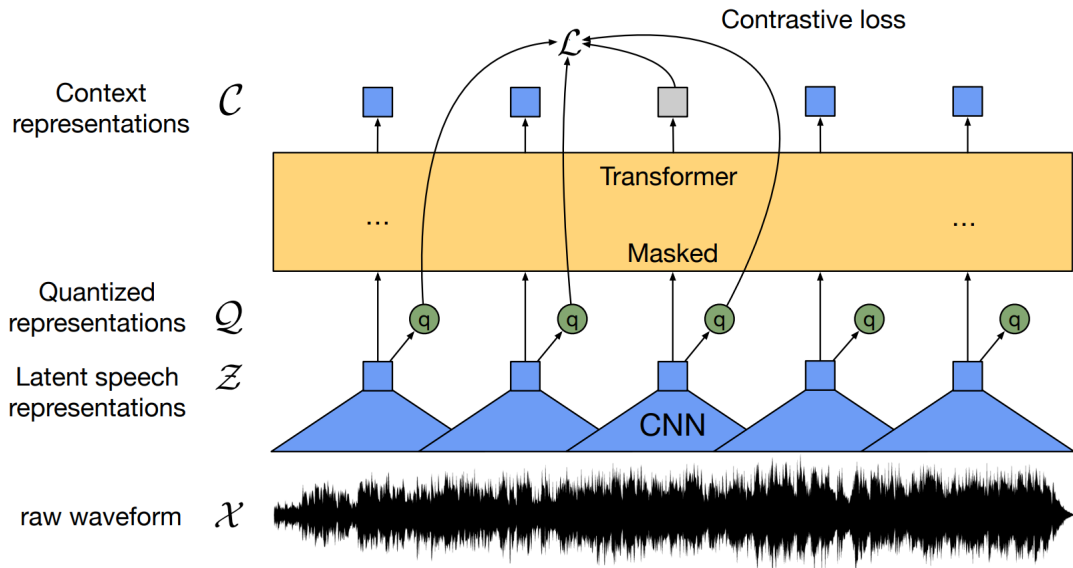 Contrastive loss
ℒ
Context
representations
𝒞
Transformer
... ...
Masked
Quantized
representations
𝒬
q q q q q
Latent speech
representations
𝒵
CNN
raw waveform
𝒳